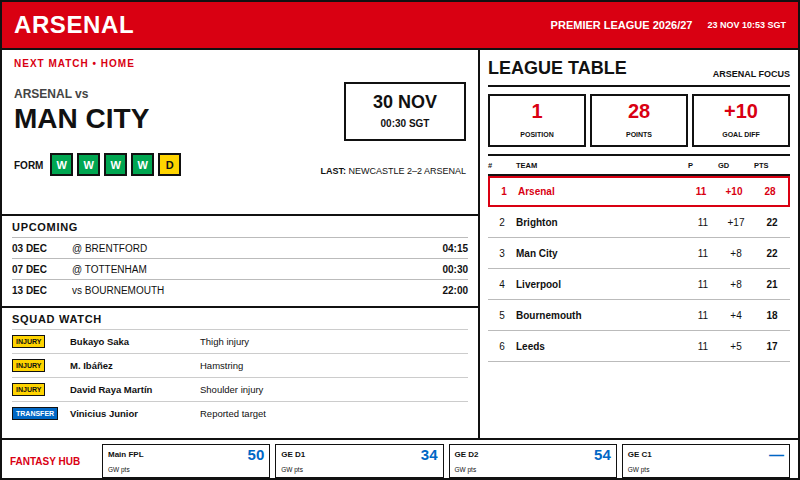 ARSENAL
PREMIER LEAGUE 2026/27 23 NOV 10:53 SGT
NEXT MATCH • HOME
ARSENAL vs
MAN CITY
30 NOV
00:30 SGT
FORM W W W W D
LAST: NEWCASTLE 2–2 ARSENAL
UPCOMING
03 DEC @ BRENTFORD 04:15
07 DEC @ TOTTENHAM 00:30
13 DEC vs BOURNEMOUTH 22:00
SQUAD WATCH
INJURY Bukayo Saka Thigh injury
INJURY M. Ibáñez Hamstring
INJURY David Raya Martín Shoulder injury
TRANSFER Vinicius Junior Reported target
LEAGUE TABLE ARSENAL FOCUS
1 28 +10
POSITION POINTS GOAL DIFF
# TEAM P GD PTS
1 Arsenal 11 +10 28
2 Brighton 11 +17 22
3 Man City 11 +8 22
4 Liverpool 11 +8 21
5 Bournemouth 11 +4 18
6 Leeds 11 +5 17
FANTASY HUB
Main FPL 50
GW pts
GE D1 34
GW pts
GE D2 54
GW pts
GE C1 —
GW pts